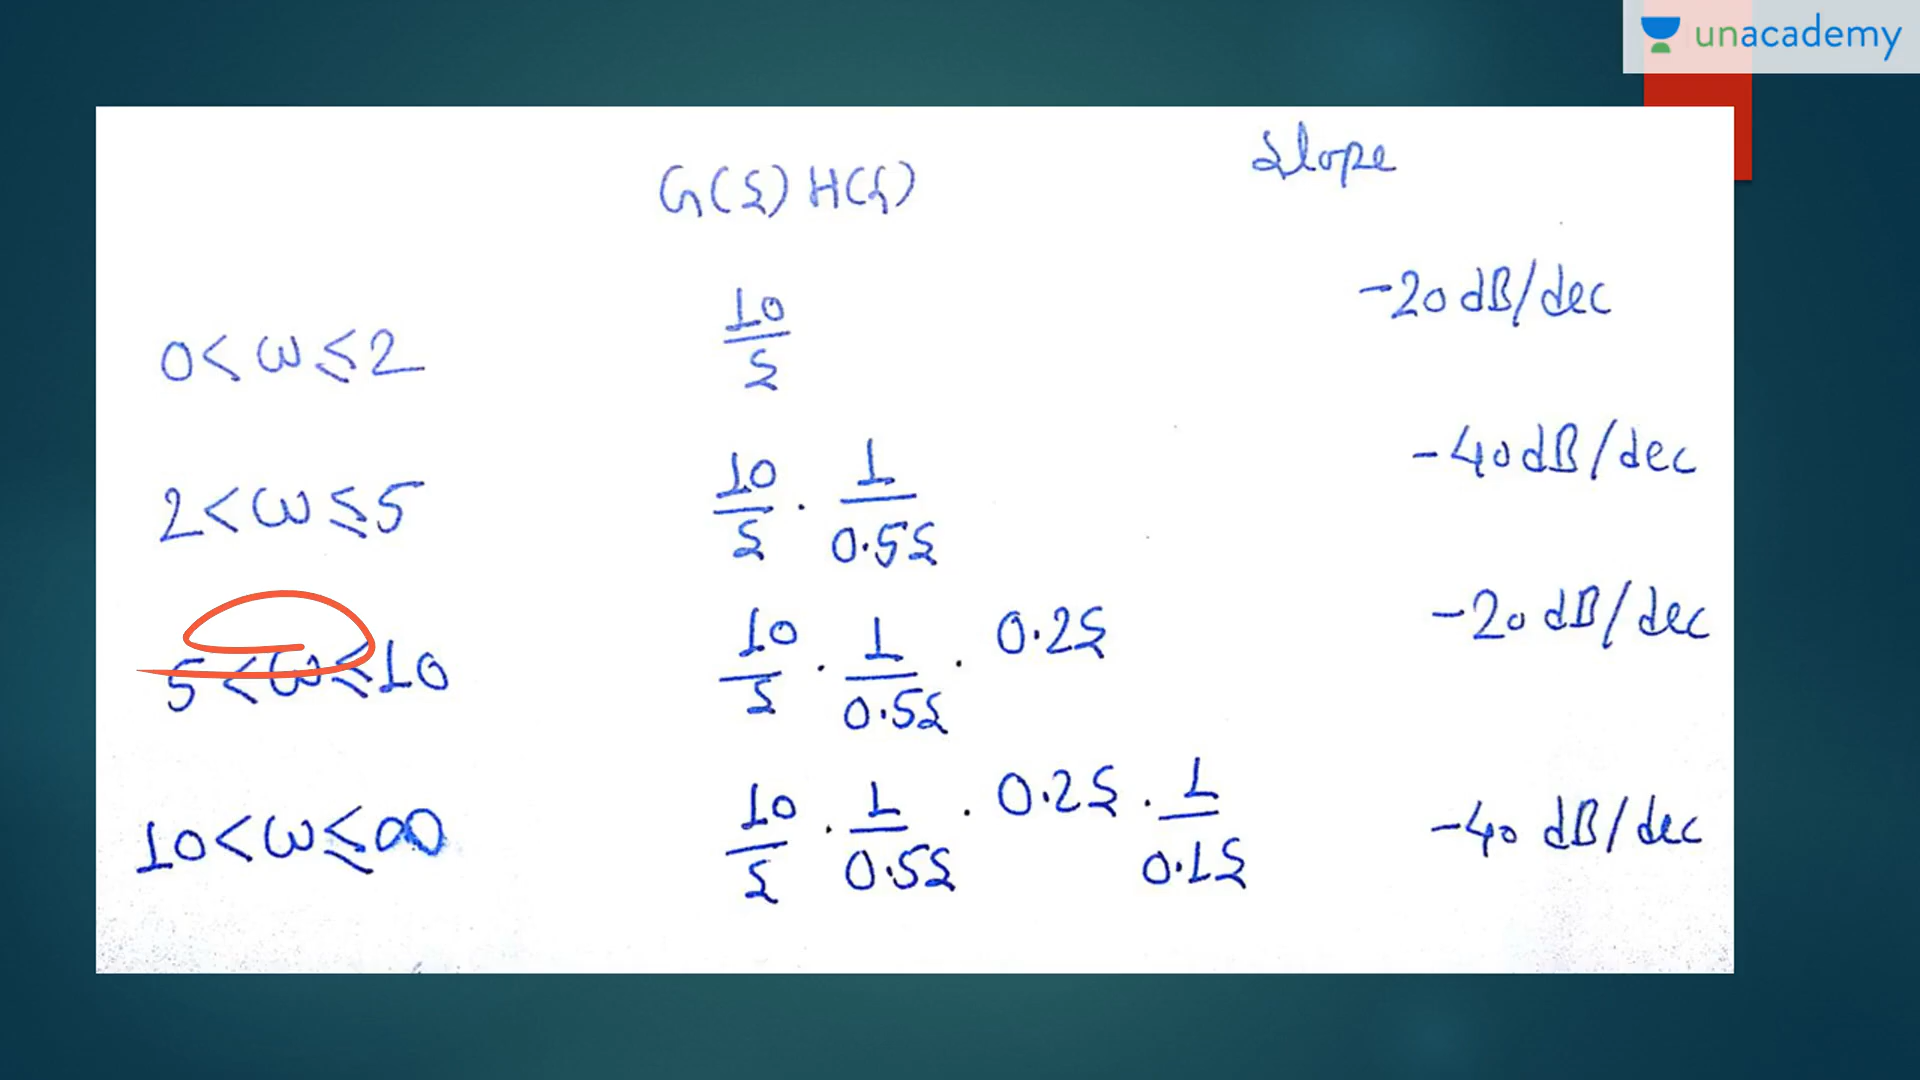 unacademy
G(s) H(s) Slope
0 < ω ≤ 2 10/s -20 dB/dec
2 < ω ≤ 5 10/s . 1/0.5s -40 dB/dec
5 < ω ≤ 10 10/s . 1/0.5s . 0.2s -20 dB/dec
10 < ω ≤ ∞ 10/s . 1/0.5s . 0.2s . 1/0.1s -40 dB/dec